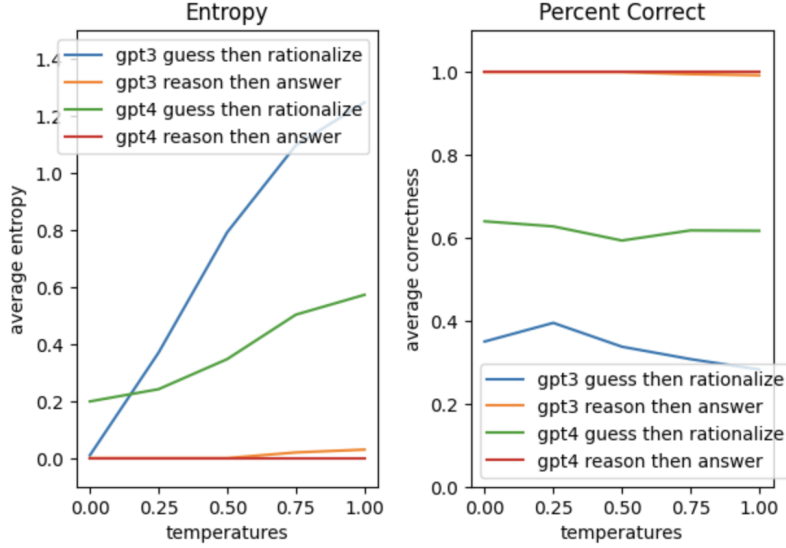 Entropy
gpt3 guess then rationalize
gpt3 reason then answer
gpt4 guess then rationalize
gpt4 reason then answer
1.4
1.2
1.0
0.8
0.6
0.4
0.2
0.0
average entropy
0.00 0.25 0.50 0.75 1.00
temperatures
Percent Correct
1.0
0.8
0.6
0.4
0.2
0.0
average correctness
gpt3 guess then rationalize
gpt3 reason then answer
gpt4 guess then rationalize
gpt4 reason then answer
0.00 0.25 0.50 0.75 1.00
temperatures